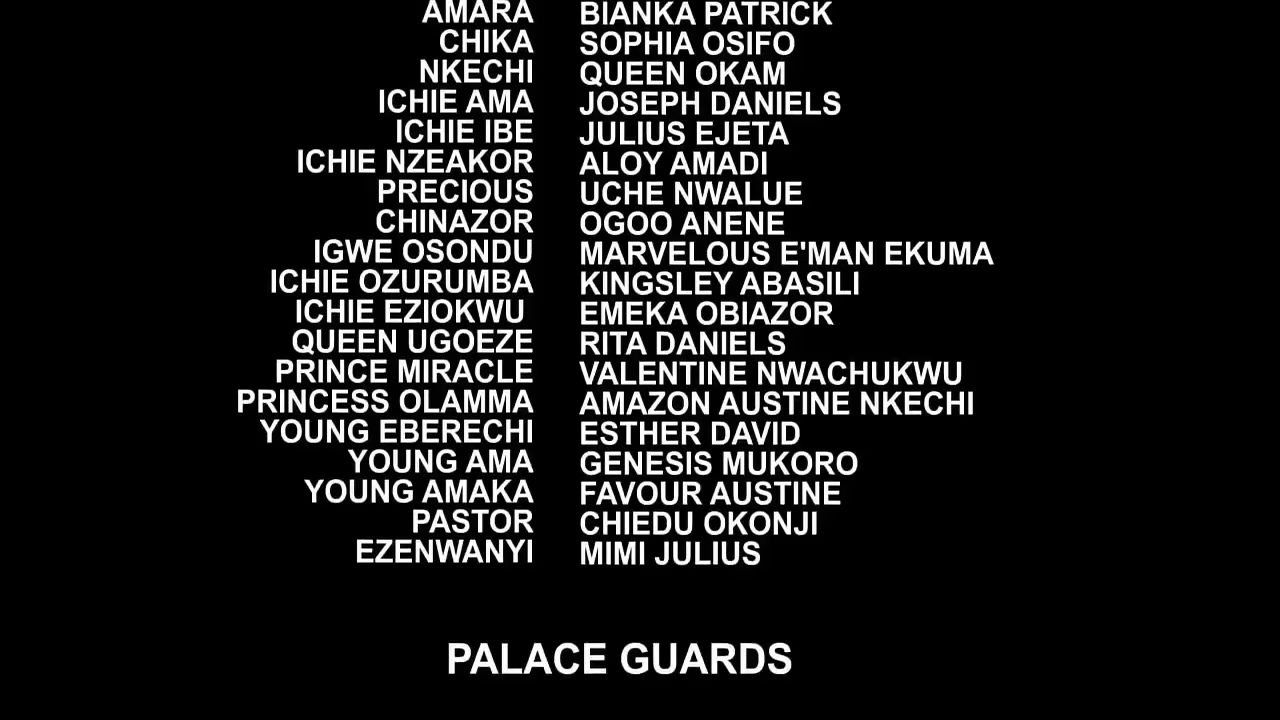 AMARA BIANKA PATRICK
CHIKA SOPHIA OSIFO
NKECHI QUEEN OKAM
ICHIE AMA JOSEPH DANIELS
ICHIE IBE JULIUS EJETA
ICHIE NZEAKOR ALOY AMADI
PRECIOUS UCHE NWALUE
CHINAZOR OGOO ANENE
IGWE OSONDU MARVELOUS E'MAN EKUMA
ICHIE OZURUMBA KINGSLEY ABASILI
ICHIE EZIOKWU EMEKA OBIAZOR
QUEEN UGOEZE RITA DANIELS
PRINCE MIRACLE VALENTINE NWACHUKWU
PRINCESS OLAMMA AMAZON AUSTINE NKECHI
YOUNG EBERECHI ESTHER DAVID
YOUNG AMA GENESIS MUKORO
YOUNG AMAKA FAVOUR AUSTINE
PASTOR CHIEDU OKONJI
EZENWANYI MIMI JULIUS
PALACE GUARDS